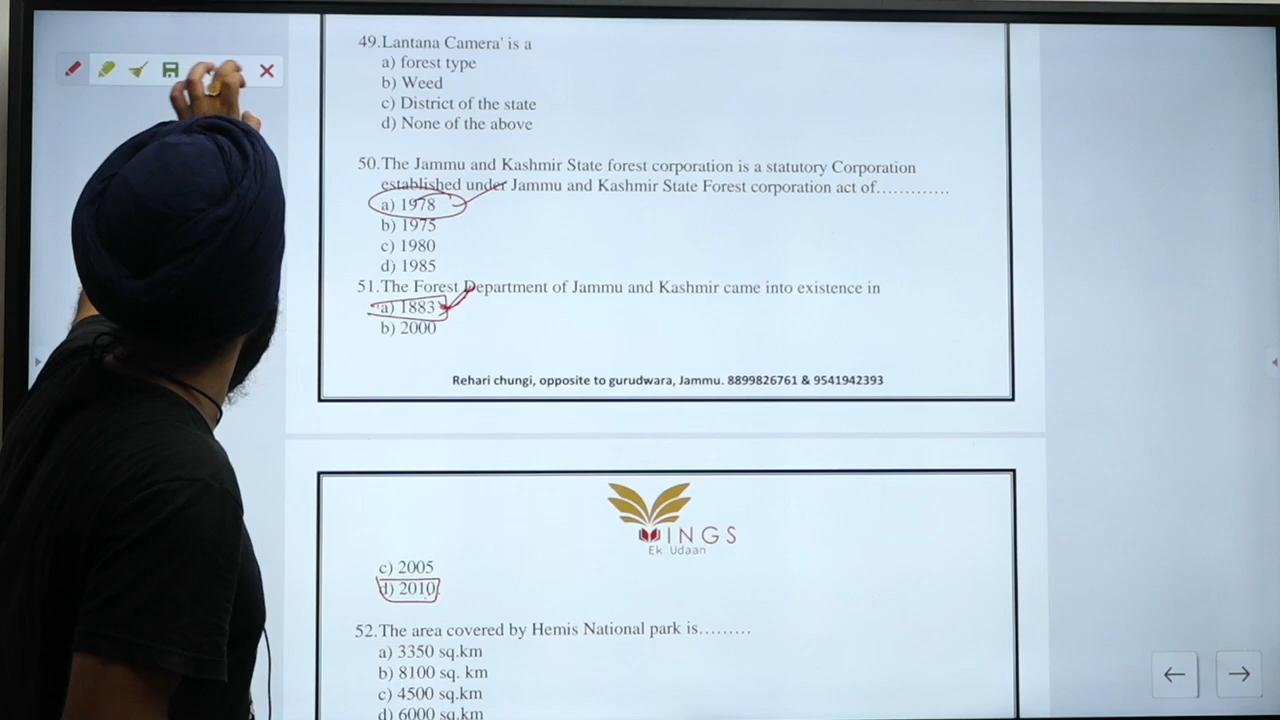 49.Lantana Camera' is a
a) forest type
b) Weed
c) District of the state
d) None of the above
50.The Jammu and Kashmir State forest corporation is a statutory Corporation
established under Jammu and Kashmir State Forest corporation act of.............
a) 1978
b) 1975
c) 1980
d) 1985
51.The Forest Department of Jammu and Kashmir came into existence in
a) 1883
b) 2000
Rehari chungi, opposite to gurudwara, Jammu. 8899826761 & 9541942393
WINGS
Ek Udaan
c) 2005
d) 2010
52.The area covered by Hemis National park is.........
a) 3350 sq.km
b) 8100 sq. km
c) 4500 sq.km
d) 6000 sq.km